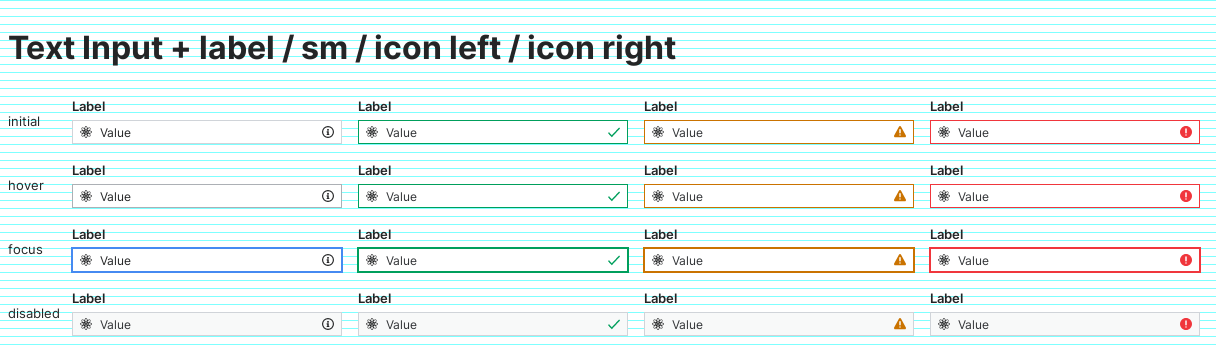 Text Input + label / sm / icon left / icon right
Label Label Label Label
initial Value Value Value Value
Label Label Label Label
hover Value Value Value Value
Label Label Label Label
focus Value Value Value Value
Label Label Label Label
disabled Value Value Value Value